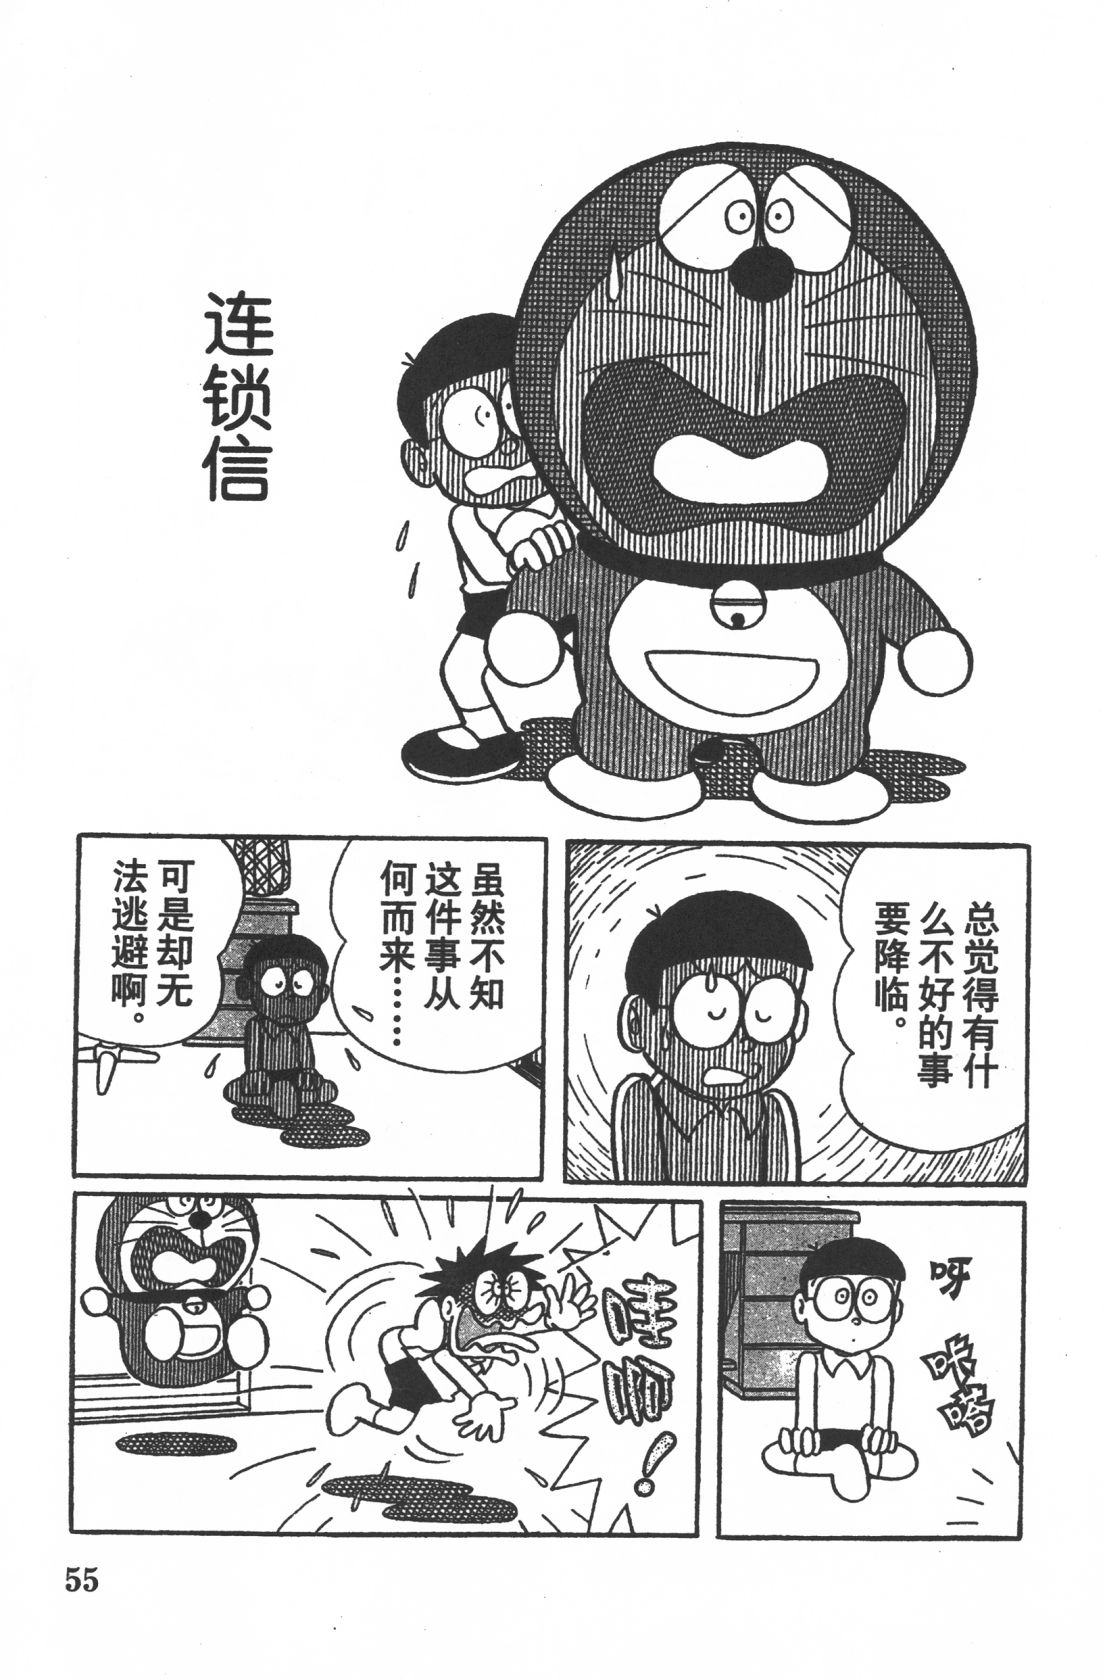 连锁信
总觉得有什
么不好的事
要降临。
虽然不知
这件事从
何而来……
可是却无
法逃避啊。
呀
咔
嗒
哇
啊！
55